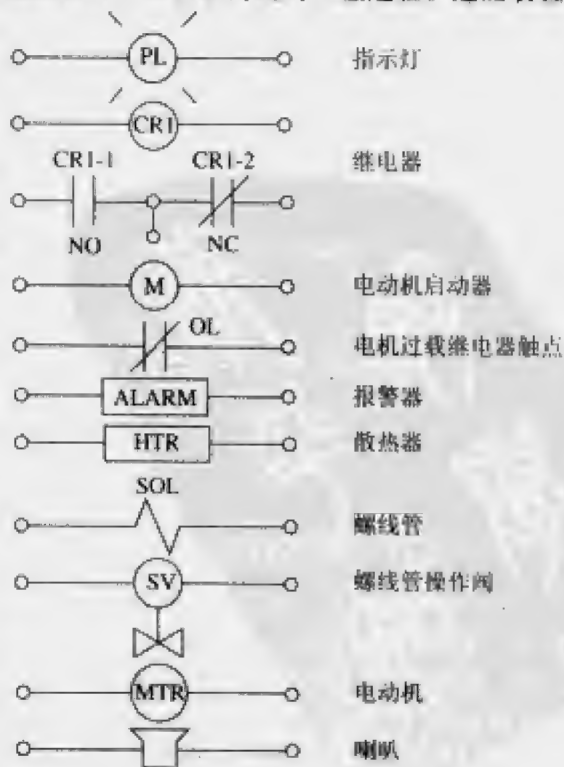 PL 指示灯
CR1
继电器
CR1-1 CR1-2
NO NC
M 电动机启动器
OL 电机过载继电器触点
ALARM 报警器
HTR 散热器
SOL
螺线管
SV 螺线管操作阀
MTR 电动机
喇叭